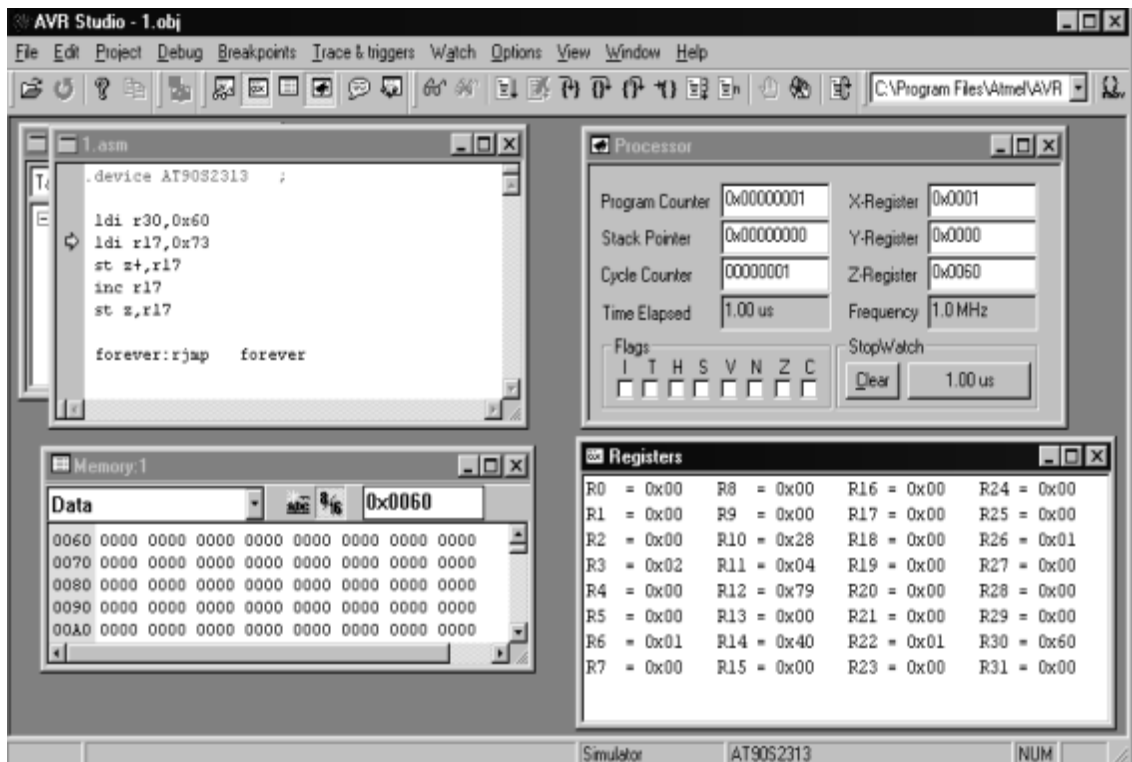 AVR Studio - 1.obj
File Edit Project Debug Breakpoints Trace & triggers Watch Options View Window Help
C:\Program Files\Atmel\AVR
1.asm
.device AT90S2313 ;
ldi r30,0x60
ldi r17,0x73
st z+,r17
inc r17
st z,r17
forever:rjmp forever
Processor
Program Counter 0x00000001 X-Register 0x0001
Stack Pointer 0x00000000 Y-Register 0x0000
Cycle Counter 00000001 Z-Register 0x0060
Time Elapsed 1.00 us Frequency 1.0 MHz
Flags StopWatch
I T H S V N Z C
Clear 1.00 us
Memory:1
Data abc 8/16 0x0060
0060 0000 0000 0000 0000 0000 0000 0000 0000
0070 0000 0000 0000 0000 0000 0000 0000 0000
0080 0000 0000 0000 0000 0000 0000 0000 0000
0090 0000 0000 0000 0000 0000 0000 0000 0000
00A0 0000 0000 0000 0000 0000 0000 0000 0000
Registers
R0 = 0x00 R8 = 0x00 R16 = 0x00 R24 = 0x00
R1 = 0x00 R9 = 0x00 R17 = 0x00 R25 = 0x00
R2 = 0x00 R10 = 0x28 R18 = 0x00 R26 = 0x01
R3 = 0x02 R11 = 0x04 R19 = 0x00 R27 = 0x00
R4 = 0x00 R12 = 0x79 R20 = 0x00 R28 = 0x00
R5 = 0x00 R13 = 0x00 R21 = 0x00 R29 = 0x00
R6 = 0x01 R14 = 0x40 R22 = 0x01 R30 = 0x60
R7 = 0x00 R15 = 0x00 R23 = 0x00 R31 = 0x00
Simulator AT90S2313 NUM